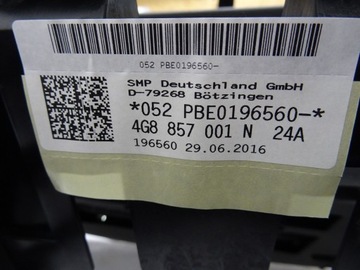 052 PBE0196560-
SMP Deutschland GmbH
D-79268 Bötzingen
*052 PBE0196560-*
4G8 857 001 N 24A
196560 29.06.2016